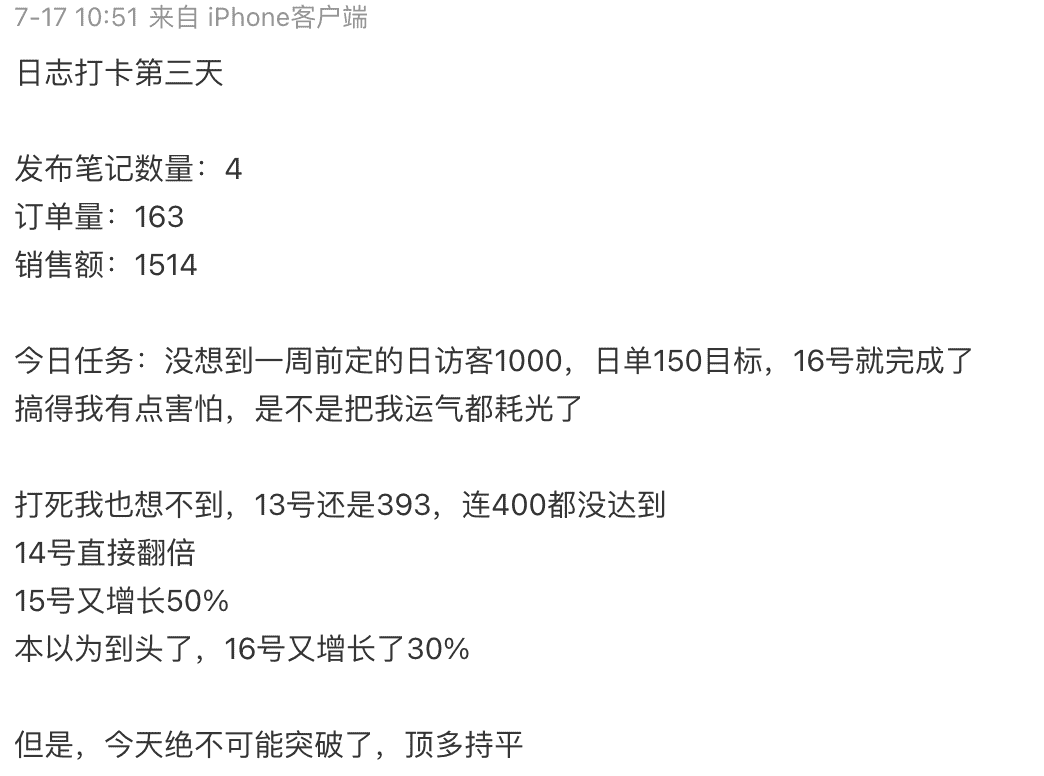 7-17 10:51 来自 iPhone客户端
日志打卡第三天
发布笔记数量：4
订单量：163
销售额：1514
今日任务：没想到一周前定的日访客1000，日单150目标，16号就完成了
搞得我有点害怕，是不是把我运气都耗光了
打死我也想不到，13号还是393，连400都没达到
14号直接翻倍
15号又增长50%
本以为到头了，16号又增长了30%
但是，今天绝不可能突破了，顶多持平